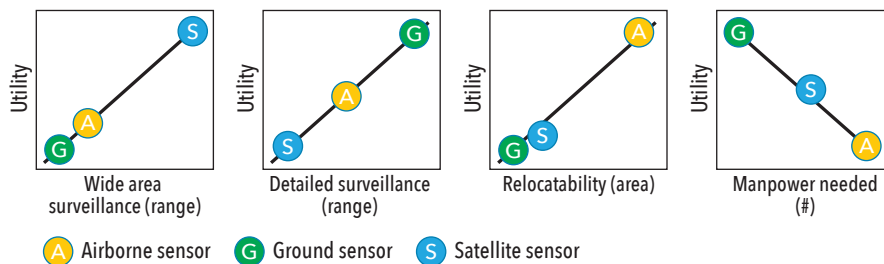 Utility
G
A
S
Wide area
surveillance (range)
Utility
S
A
G
Detailed surveillance
(range)
Utility
G
S
A
Relocatability (area)
Utility
G
S
A
Manpower needed
(#)
A Airborne sensor
G Ground sensor
S Satellite sensor